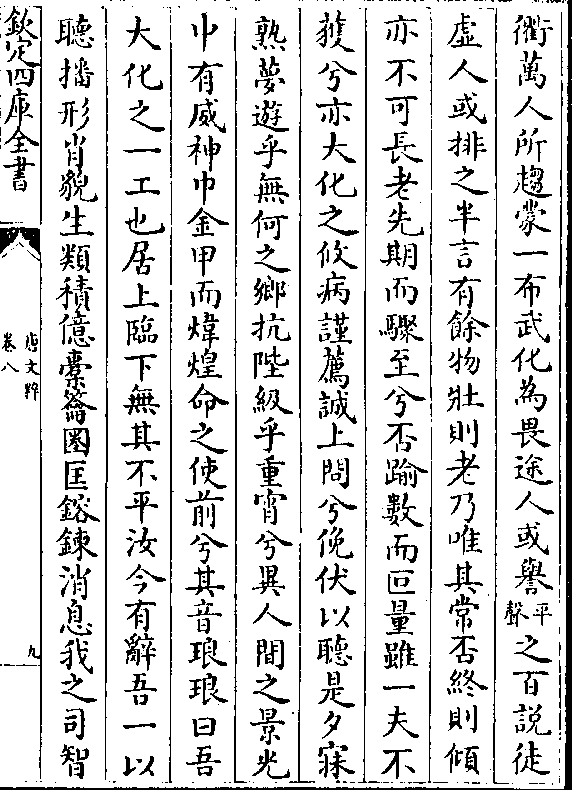 衢萬人所趨蒙一布武化為畏途人或譽平聲之百說徒
虛人或排之半言有餘物壯則老乃唯其常否終則傾
亦不可長老先期而驟至兮否踰數而叵量雖一夫不
獲兮亦大化之攸病謹薦誠上問兮俛伏以聽是夕寐
熟夢遊乎無何之鄉抗陛級乎重霄兮異人間之景光
中有威神巾金甲而煒煌命之使前兮其音琅琅曰吾
大化之一工也居上臨下無其不平汝今有辭吾一以
聽播形肖貌生類積億橐籥圈匡鎔鍊消息我之司智
欽定四庫全書
唐文粹
卷八
九